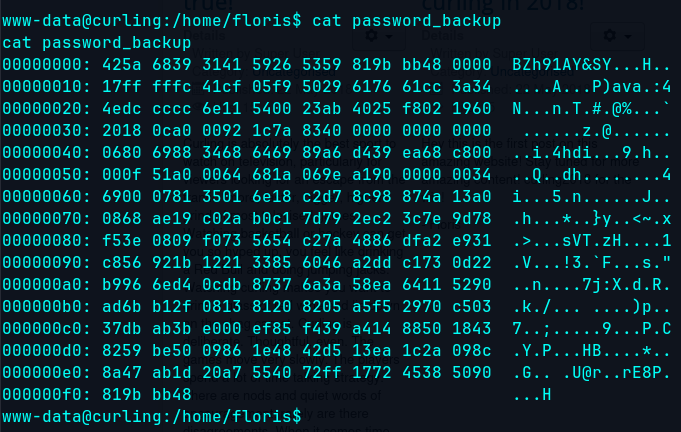 www-data@curling:/home/floris$ cat password_backup
cat password_backup
00000000: 425a 6839 3141 5926 5359 819b bb48 0000  BZh91AY&SY...H..
00000010: 17ff fffc 41cf 05f9 5029 6176 61cc 3a34  ....A...P)ava.:4
00000020: 4edc cccc 6e11 5400 23ab 4025 f802 1960  N...n.T.#.@%...`
00000030: 2018 0ca0 0092 1c7a 8340 0000 0000 0000   ......z.@......
00000040: 0680 6988 3468 6469 89a6 d439 ea68 c800  ..i.4hdi...9.h..
00000050: 000f 51a0 0064 681a 069e a190 0000 0034  ..Q..dh........4
00000060: 6900 0781 3501 6e18 c2d7 8c98 874a 13a0  i...5.n......J..
00000070: 0868 ae19 c02a b0c1 7d79 2ec2 3c7e 9d78  .h...*..}y..<~.x
00000080: f53e 0809 f073 5654 c27a 4886 dfa2 e931  .>...sVT.zH....1
00000090: c856 921b 1221 3385 6046 a2dd c173 0d22  .V...!3.`F...s."
000000a0: b996 6ed4 0cdb 8737 6a3a 58ea 6411 5290  ..n....7j:X.d.R.
000000b0: ad6b b12f 0813 8120 8205 a5f5 2970 c503  .k./... ....)p..
000000c0: 37db ab3b e000 ef85 f439 a414 8850 1843  7..;.....9...P.C
000000d0: 8259 be50 0986 1e48 42d5 13ea 1c2a 098c  .Y.P...HB....*..
000000e0: 8a47 ab1d 20a7 5540 72ff 1772 4538 5090  .G.. .U@r..rE8P.
000000f0: 819b bb48                                ...H
www-data@curling:/home/floris$